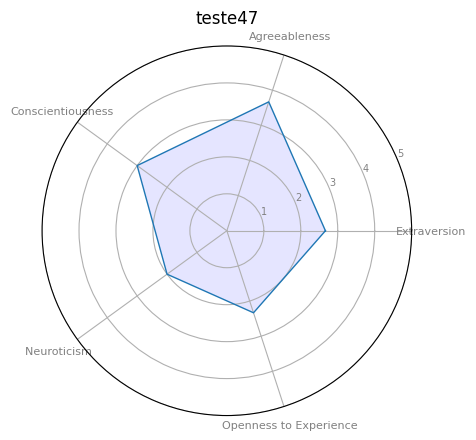 teste47
Agreeableness
Conscientiousness
5
4
3
2
1
Extraversion
Neuroticism
Openness to Experience